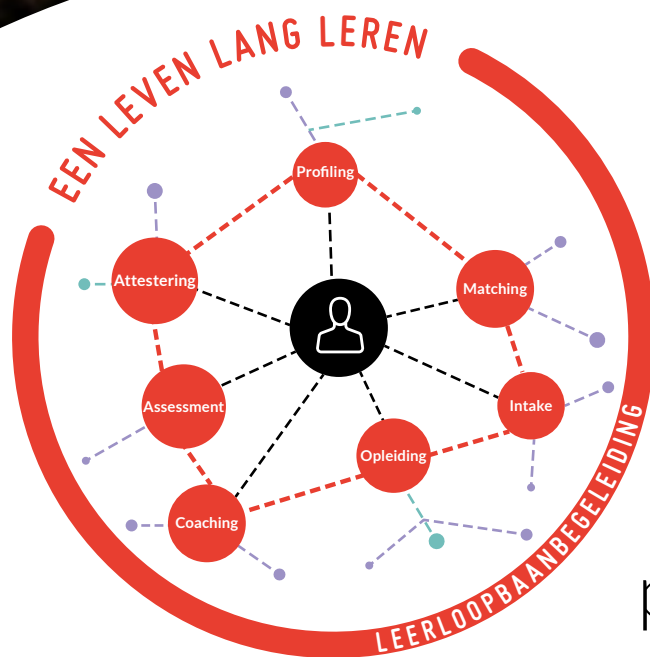 EEN LEVEN LANG LEREN
Profiling
Attestering
Matching
Assessment
Intake
Opleiding
Coaching
LEERLOOPBAANBEGELEIDING